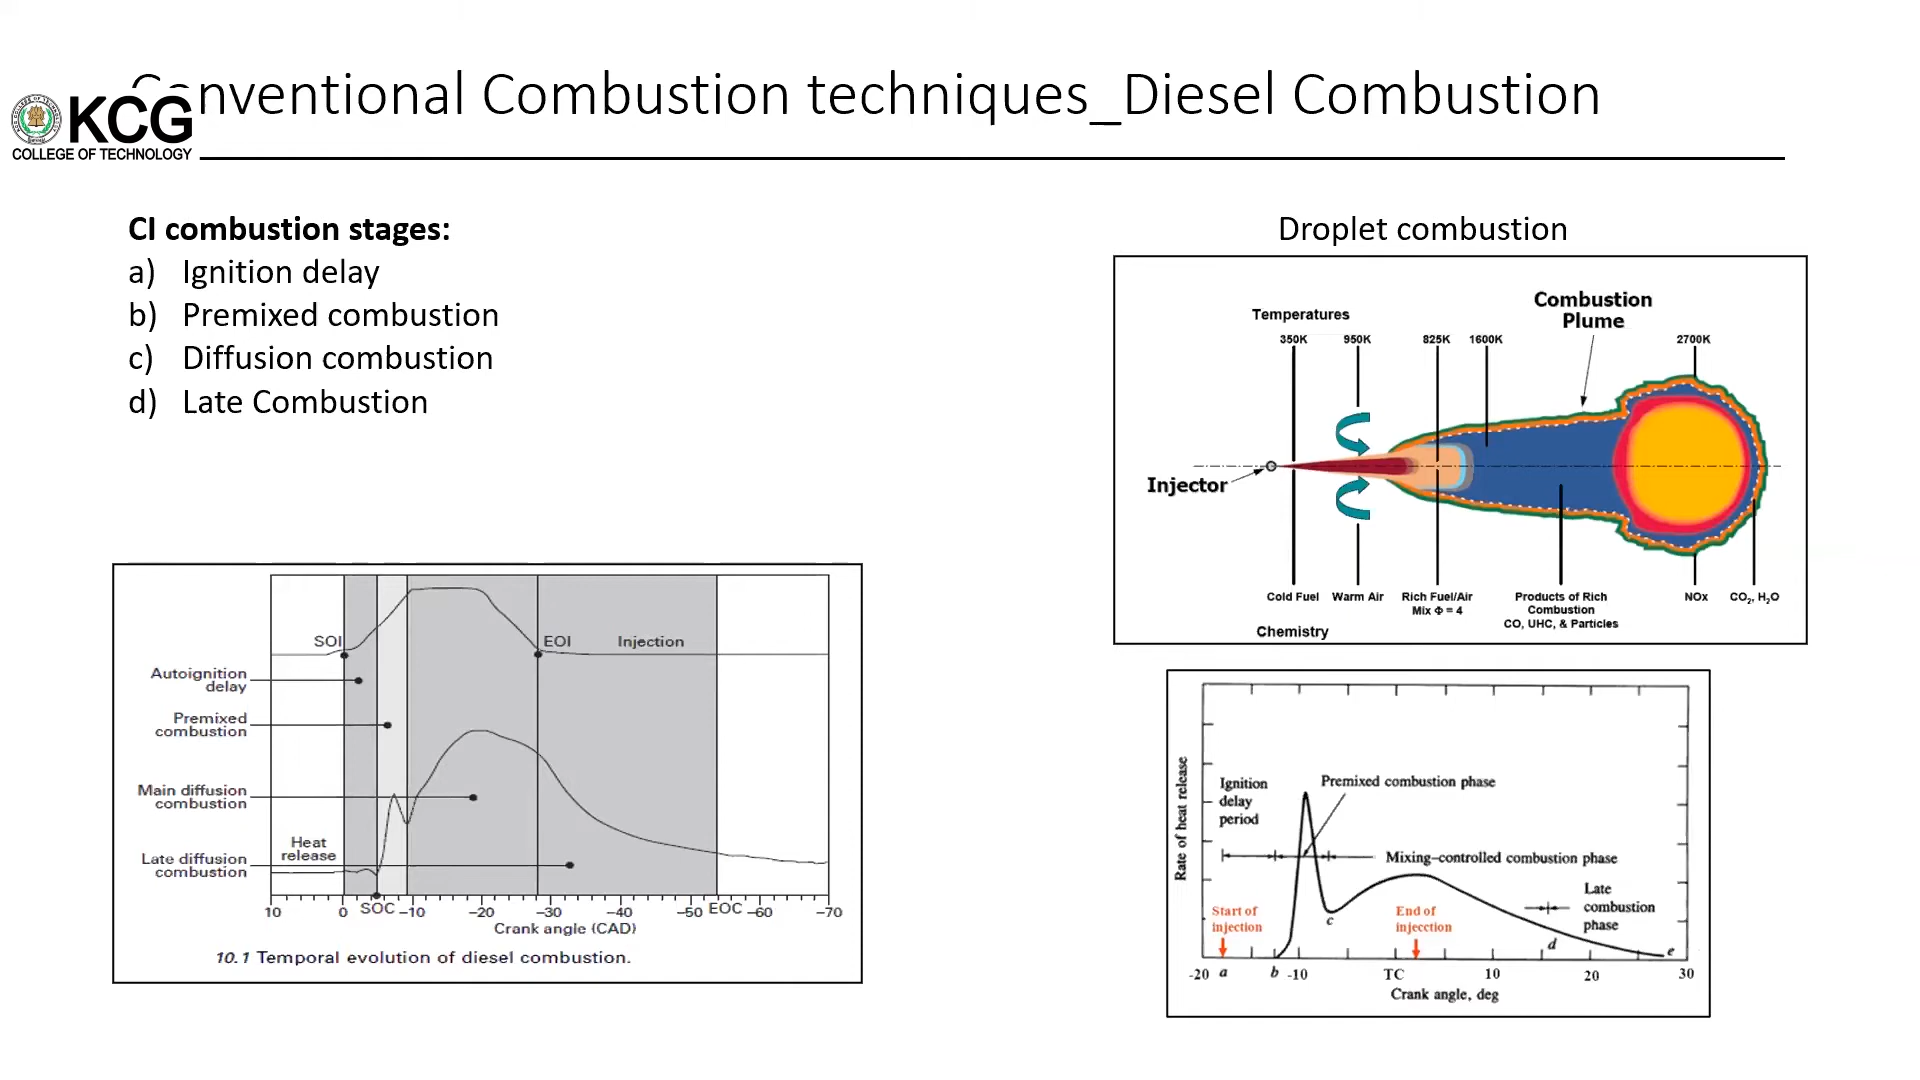 Conventional Combustion techniques_Diesel Combustion
KCG
COLLEGE OF TECHNOLOGY
CI combustion stages:
a) Ignition delay
b) Premixed combustion
c) Diffusion combustion
d) Late Combustion
Droplet combustion
Combustion
Plume
Temperatures
350K 950K 825K 1600K 2700K
Injector
Cold Fuel Warm Air Rich Fuel/Air Products of Rich NOx CO2, H2O
Mix Φ = 4 Combustion
CO, UHC, & Particles
Chemistry
SOI EOI Injection
Autoignition
delay
Premixed
combustion
Main diffusion
combustion
Heat
release
Late diffusion
combustion
10 0 SOC –10 –20 –30 –40 –50 EOC –60 –70
Crank angle (CAD)
10.1 Temporal evolution of diesel combustion.
Rate of heat release
Ignition
delay
period
Premixed combustion phase
Mixing–controlled combustion phase
Late
combustion
phase
Start of
injection
End of
injecction
c
d
e
-20 a b -10 TC 10 20 30
Crank angle, deg